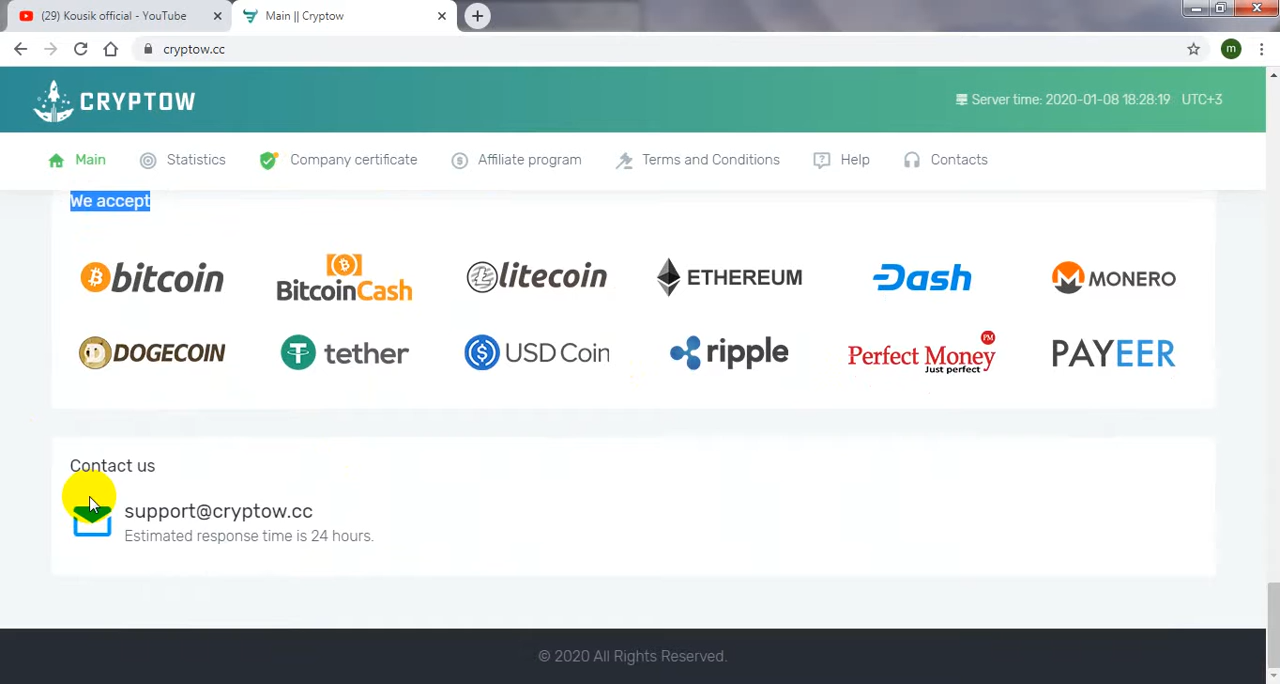 (29) Kousik official - YouTube
Main || Cryptow
cryptow.cc
m
CRYPTOW
Server time: 2020-01-08 18:28:19 UTC+3
Main Statistics Company certificate Affiliate program Terms and Conditions Help Contacts
We accept
bitcoin BitcoinCash litecoin ETHEREUM Dash MONERO
DOGECOIN tether USD Coin ripple Perfect Money PM Just perfect PAYEER
Contact us
support@cryptow.cc
Estimated response time is 24 hours.
© 2020 All Rights Reserved.